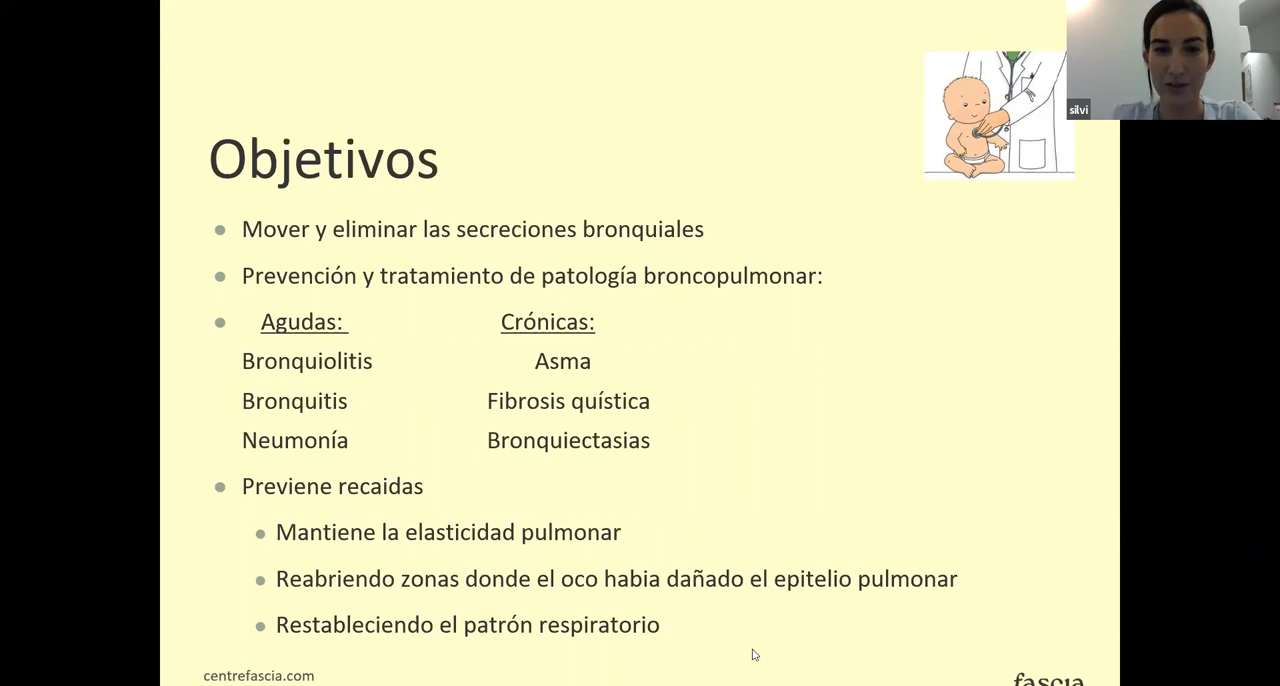 silvi
Objetivos
Mover y eliminar las secreciones bronquiales
Prevención y tratamiento de patología broncopulmonar:
Agudas: Crónicas:
Bronquiolitis Asma
Bronquitis Fibrosis quística
Neumonía Bronquiectasias
Previene recaidas
Mantiene la elasticidad pulmonar
Reabriendo zonas donde el oco habia dañado el epitelio pulmonar
Restableciendo el patrón respiratorio
centrefascia.com
fascia